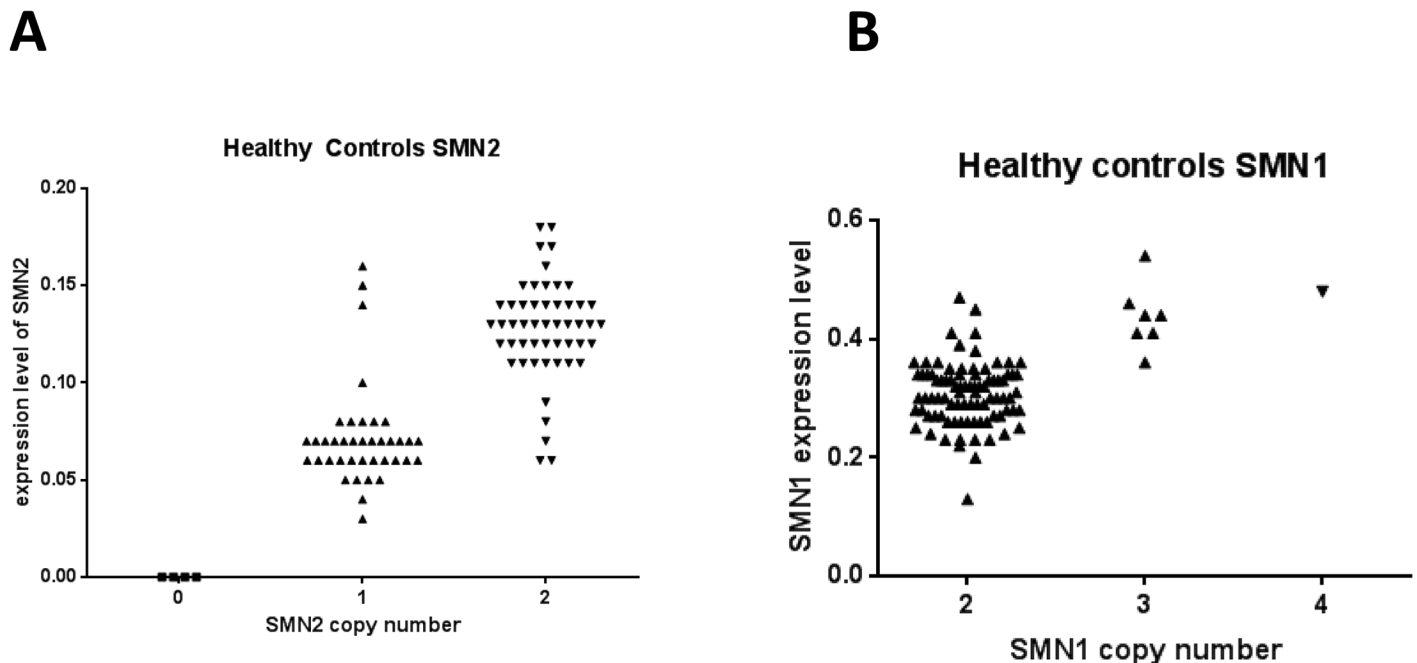 A
B
Healthy Controls SMN2
0.20
0.15
0.10
0.05
0.00
expression level of SMN2
0
1
2
SMN2 copy number
Healthy controls SMN1
0.6
0.4
0.2
0.0
SMN1 expression level
2
3
4
SMN1 copy number